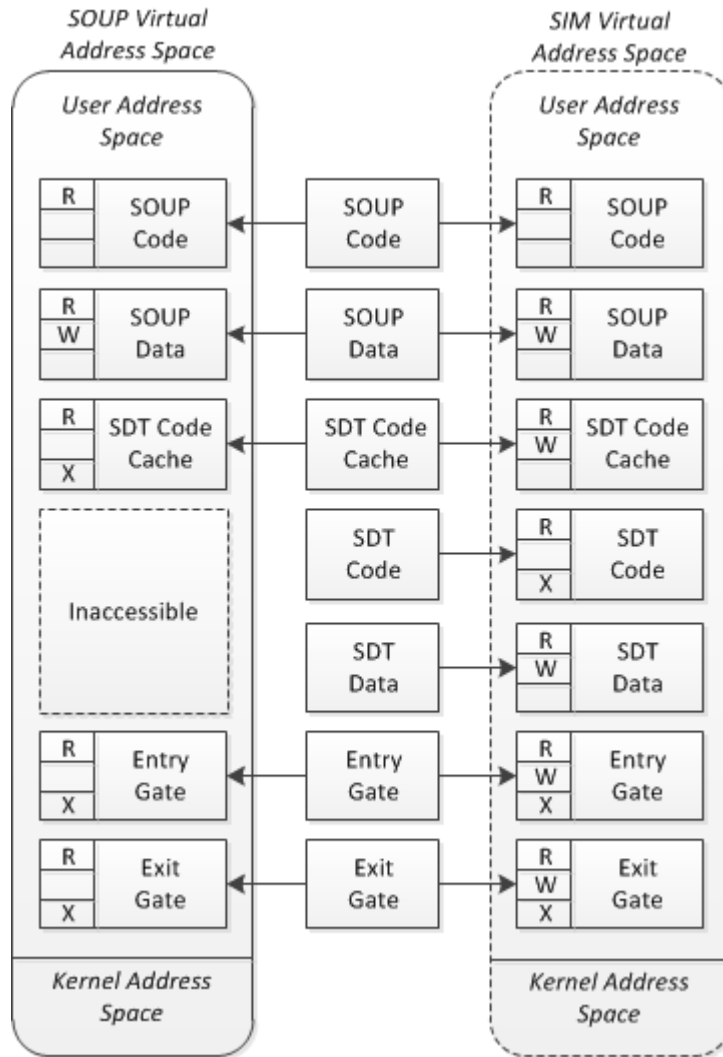 SOUP Virtual
Address Space
SIM Virtual
Address Space
User Address
Space
User Address
Space
R
SOUP
Code
SOUP
Code
R
SOUP
Code
R
W
SOUP
Data
SOUP
Data
R
W
SOUP
Data
R
X
SDT Code
Cache
SDT Code
Cache
R
W
SDT Code
Cache
Inaccessible
SDT
Code
R
X
SDT
Code
SDT
Data
R
W
SDT
Data
R
X
Entry
Gate
Entry
Gate
R
W
X
Entry
Gate
R
X
Exit
Gate
Exit
Gate
R
W
X
Exit
Gate
Kernel Address
Space
Kernel Address
Space